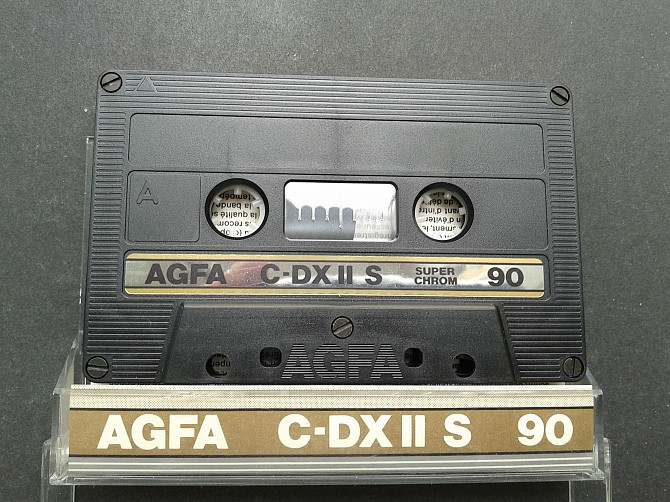 A
A
AGFA C-DX II S SUPER CHROM 90
AGFA
AGFA C-DX II S 90